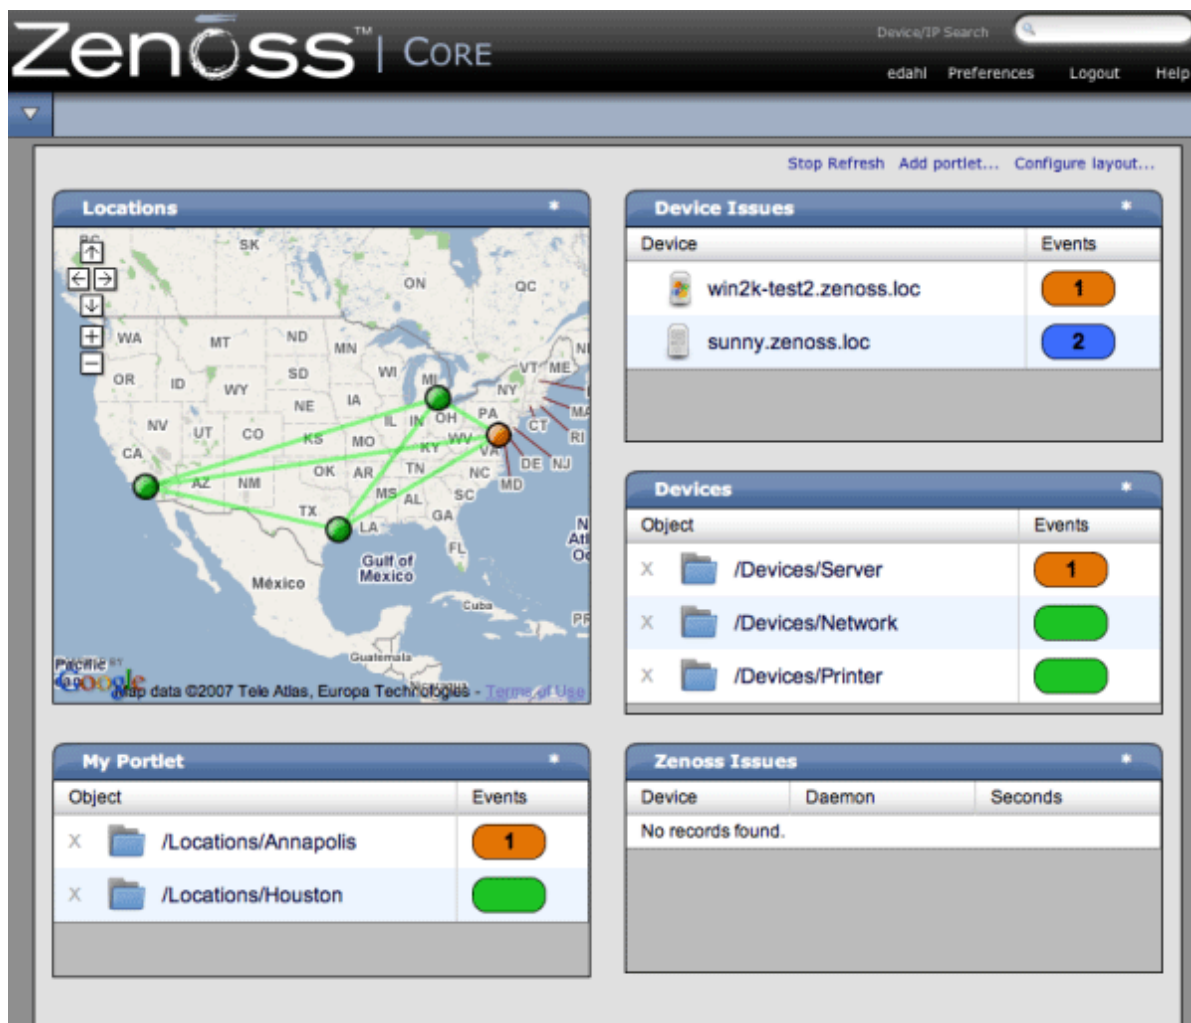 Zenoss™ | CORE
Device/IP Search
edahl Preferences Logout Help
Stop Refresh Add portlet... Configure layout...
Locations *
BC SK ON QC
WA MT ND MN
OR ID WY SD WI MI VT ME
NV UT CO NE IA IL IN OH PA NY
CA AZ NM KS MO KY WV VA CT MA RI
OK AR TN NC DE NJ MD
TX LA MS AL GA SC
FL
Gulf of
Mexico
México
Cuba
Guatemala
Map data ©2007 Tele Atlas, Europa Technologies - Terms of Use
Google
Device Issues *
Device Events
win2k-test2.zenoss.loc 1
sunny.zenoss.loc 2
Devices *
Object Events
X /Devices/Server 1
X /Devices/Network
X /Devices/Printer
My Portlet *
Object Events
X /Locations/Annapolis 1
X /Locations/Houston
Zenoss Issues *
Device Daemon Seconds
No records found.